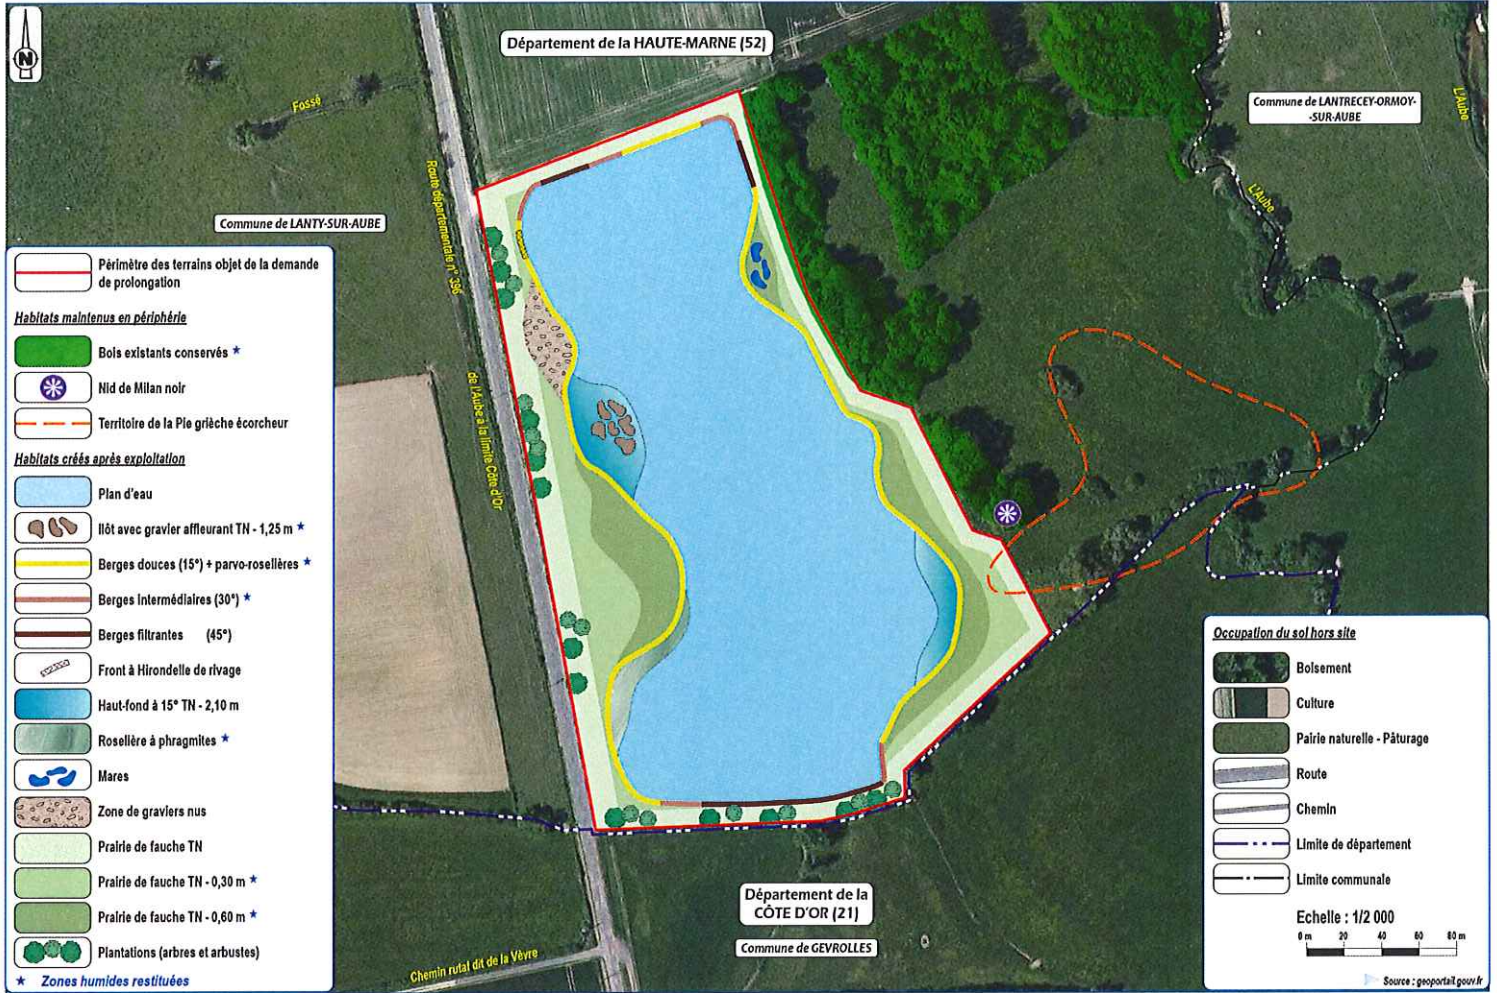 N
Département de la HAUTE-MARNE (52)
Commune de LANTRECEY-ORMOY-
-SUR-AUBE
L'Aube
Fossé
Route départementale n° 396
L'Aube
Commune de LANTY-SUR-AUBE
de l'Aube à la limite Côte d'Or
Périmètre des terrains objet de la demande
de prolongation
Habitats maintenus en périphérie
Bois existants conservés ★
Nid de Milan noir
Territoire de la Pie grièche écorcheur
Habitats créés après exploitation
Plan d'eau
Ilôt avec gravier affleurant TN - 1,25 m ★
Berges douces (15°) + parvo-roselières ★
Berges Intermédiaires (30°) ★
Berges filtrantes (45°)
Front à Hirondelle de rivage
Haut-fond à 15° TN - 2,10 m
Roselière à phragmites ★
Mares
Zone de graviers nus
Prairie de fauche TN
Prairie de fauche TN - 0,30 m ★
Prairie de fauche TN - 0,60 m ★
Plantations (arbres et arbustes)
★ Zones humides restituées
Occupation du sol hors site
Boisement
Culture
Pairie naturelle - Pâturage
Route
Chemin
Limite de département
Limite communale
Echelle : 1/2 000
0 m 20 40 60 80 m
Source : geoportail.gouv.fr
Département de la
CÔTE D'OR (21)
Commune de GEVROLLES
Chemin rutal dit de la Vèvre